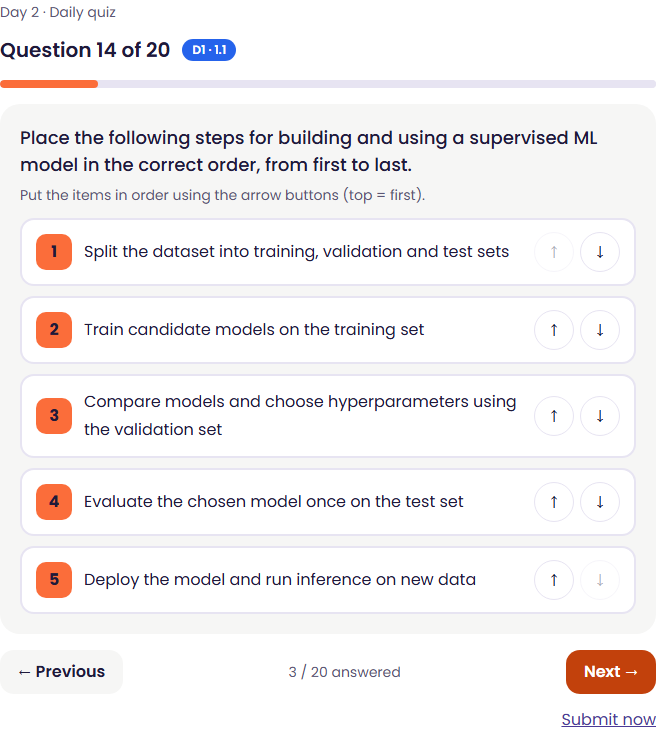 Day 2 · Daily quiz
Question 14 of 20 D1 · 1.1
Place the following steps for building and using a supervised ML
model in the correct order, from first to last.
Put the items in order using the arrow buttons (top = first).
1 Split the dataset into training, validation and test sets ↑ ↓
2 Train candidate models on the training set ↑ ↓
3 Compare models and choose hyperparameters using
the validation set ↑ ↓
4 Evaluate the chosen model once on the test set ↑ ↓
5 Deploy the model and run inference on new data ↑ ↓
← Previous 3 / 20 answered Next →
Submit now